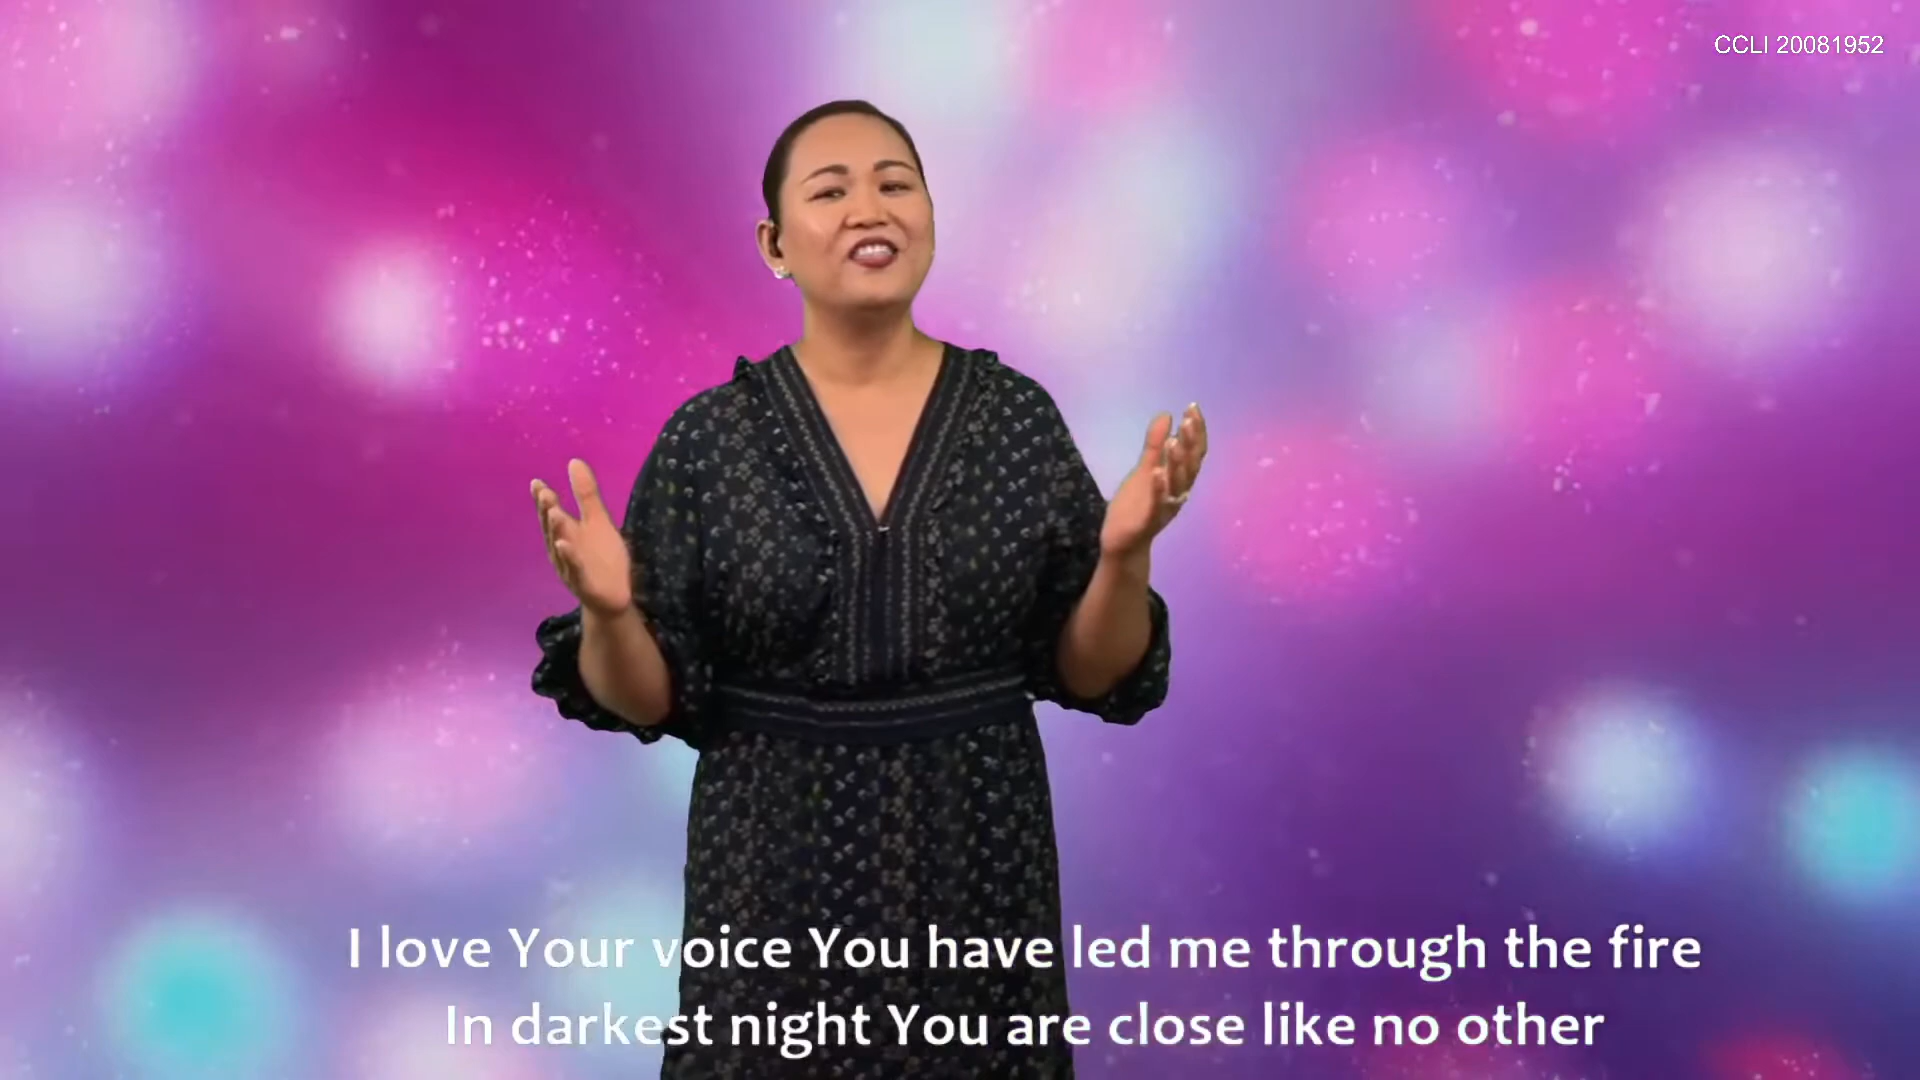 CCLI 20081952
I love Your voice You have led me through the fire
In darkest night You are close like no other